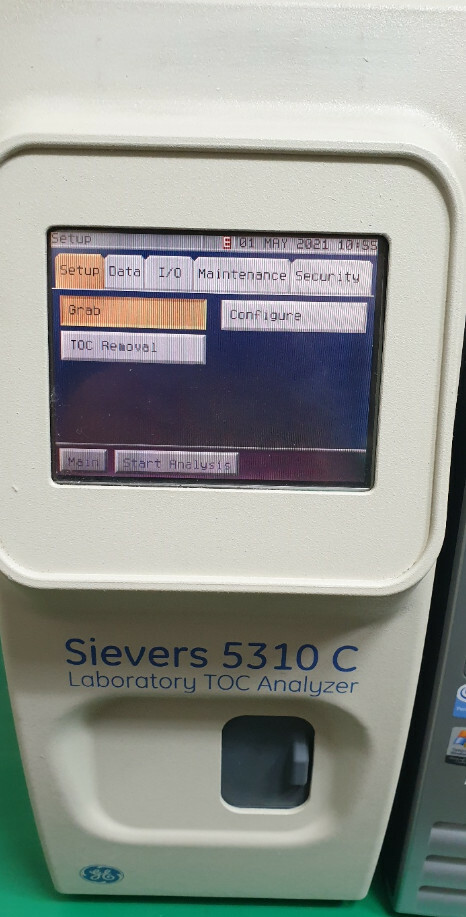 Setup E 01 MAY 2021 10:55
Setup Data I/O Maintenance Security
Grab Configure
TOC Removal
Main Start Analysis
Sievers 5310 C
Laboratory TOC Analyzer
GE